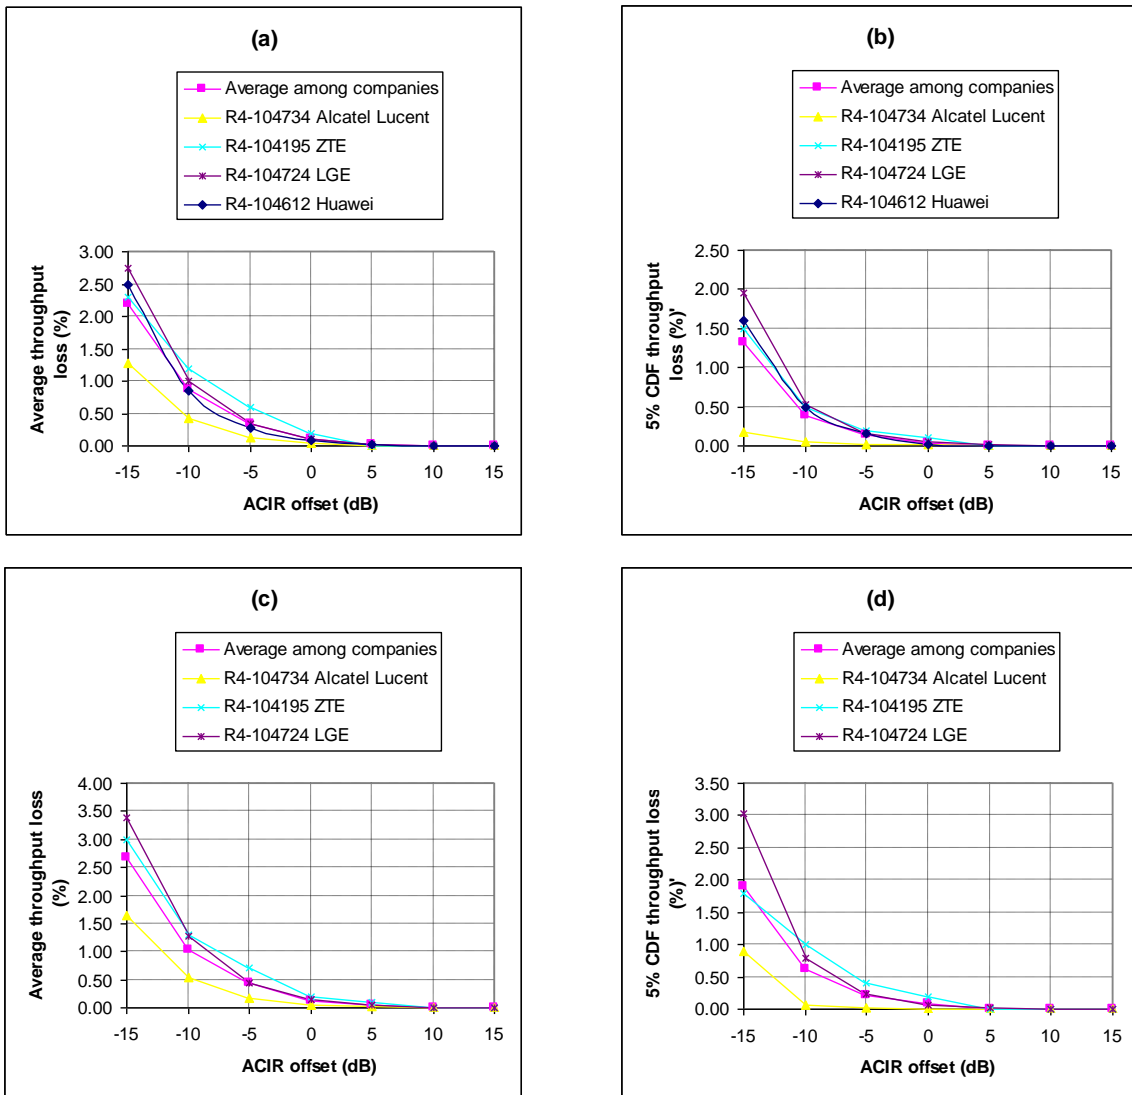 (a)
Average among companies
R4-104734 Alcatel Lucent
R4-104195 ZTE
R4-104724 LGE
R4-104612 Huawei
Average throughput
loss (%)
3.00
2.50
2.00
1.50
1.00
0.50
0.00
-15 -10 -5 0 5 10 15
ACIR offset (dB)
(b)
Average among companies
R4-104734 Alcatel Lucent
R4-104195 ZTE
R4-104724 LGE
R4-104612 Huawei
5% CDF throughput
loss (%)'
2.50
2.00
1.50
1.00
0.50
0.00
-15 -10 -5 0 5 10 15
ACIR offset (dB)
(c)
Average among companies
R4-104734 Alcatel Lucent
R4-104195 ZTE
R4-104724 LGE
Average throughput loss
(%)
4.00
3.50
3.00
2.50
2.00
1.50
1.00
0.50
0.00
-15 -10 -5 0 5 10 15
ACIR offset (dB)
(d)
Average among companies
R4-104734 Alcatel Lucent
R4-104195 ZTE
R4-104724 LGE
5% CDF throughput loss
(%)'
3.50
3.00
2.50
2.00
1.50
1.00
0.50
0.00
-15 -10 -5 0 5 10 15
ACIR offset (dB)